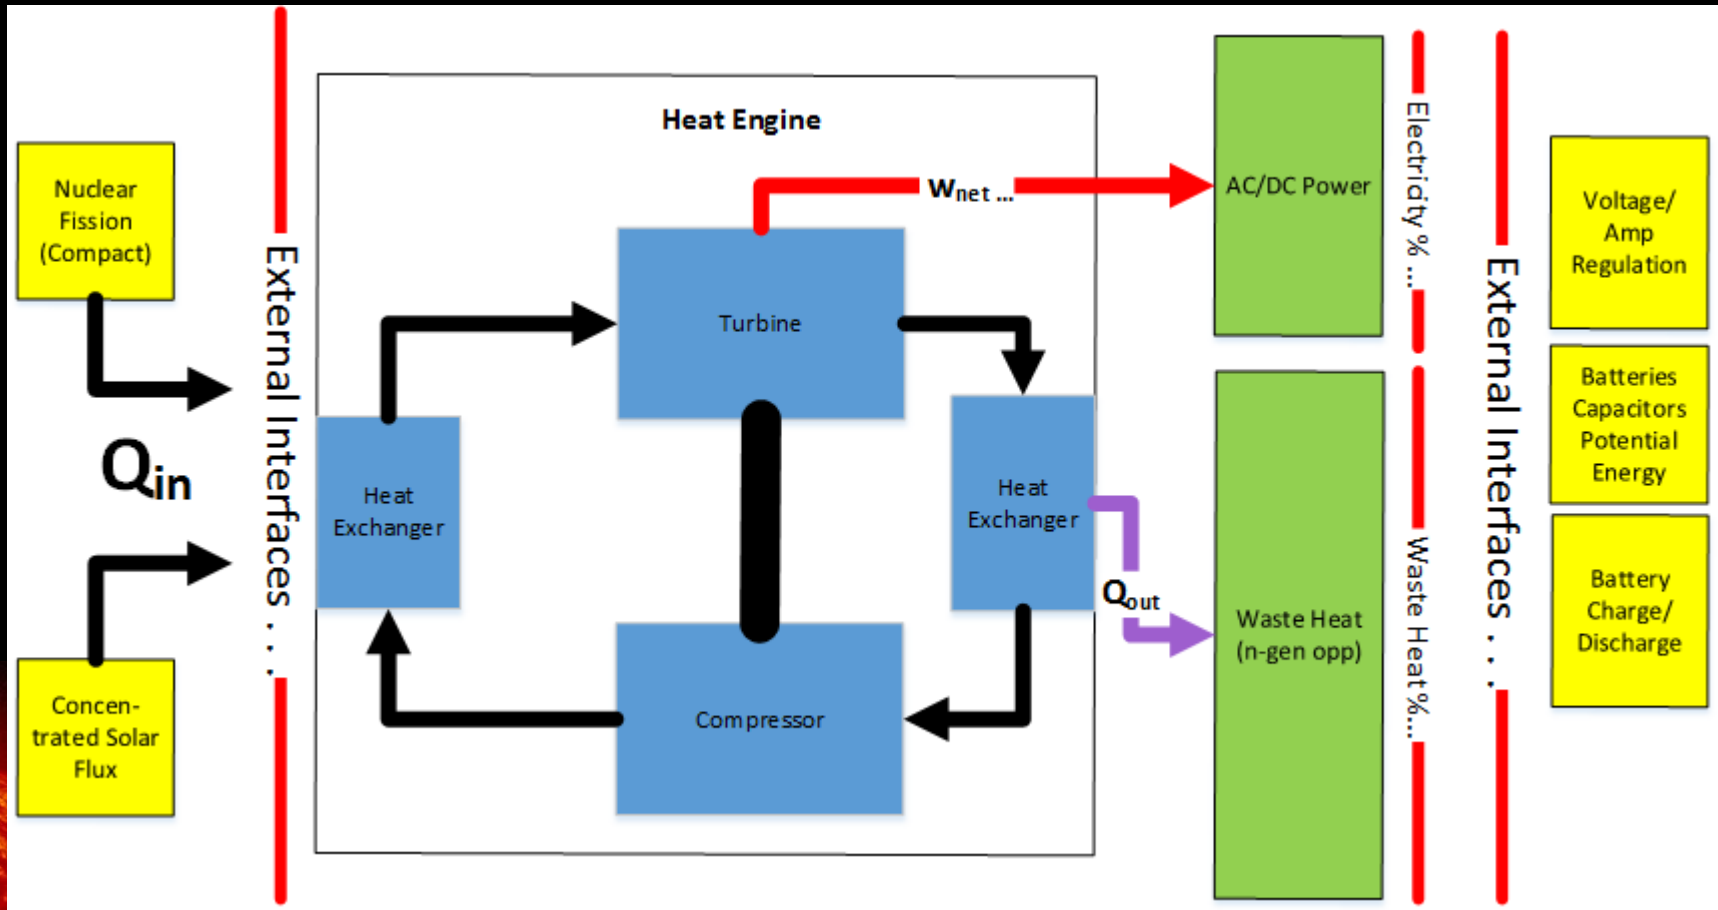 Nuclear
Fission
(Compact)
Qin
Concen-
trated Solar
Flux
External Interfaces . . .
Heat Engine
Wnet ...
Turbine
Heat
Exchanger
Heat
Exchanger
Qout
Compressor
AC/DC Power
Waste Heat
(n-gen opp)
Electricity % ...
Waste Heat%...
External Interfaces . . .
Voltage/
Amp
Regulation
Batteries
Capacitors
Potential
Energy
Battery
Charge/
Discharge